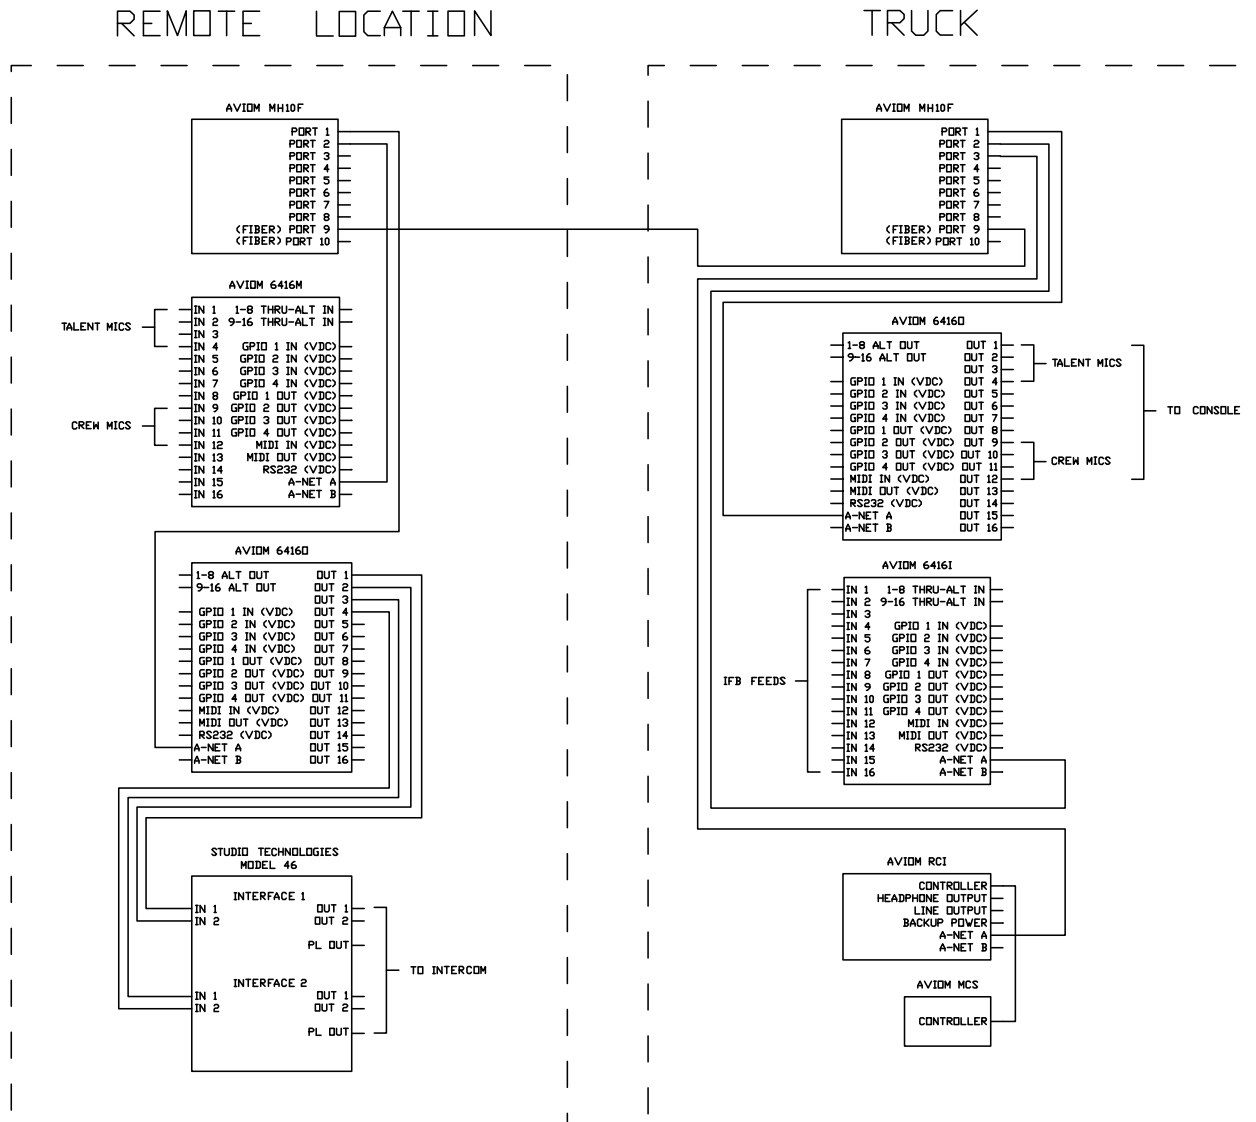 REMOTE LOCATION
TRUCK
AVIOM MH10F
PORT 1
PORT 2
PORT 3
PORT 4
PORT 5
PORT 6
PORT 7
PORT 8
(FIBER) PORT 9
(FIBER) PORT 10
AVIOM 6416M
TALENT MICS
CREW MICS
IN 1 1-8 THRU-ALT IN
IN 2 9-16 THRU-ALT IN
IN 3
IN 4 GPIO 1 IN (VDC)
IN 5 GPIO 2 IN (VDC)
IN 6 GPIO 3 IN (VDC)
IN 7 GPIO 4 IN (VDC)
IN 8 GPIO 1 OUT (VDC)
IN 9 GPIO 2 OUT (VDC)
IN 10 GPIO 3 OUT (VDC)
IN 11 GPIO 4 OUT (VDC)
IN 12 MIDI IN (VDC)
IN 13 MIDI OUT (VDC)
IN 14 RS232 (VDC)
IN 15 A-NET A
IN 16 A-NET B
AVIOM 6416O
1-8 ALT OUT OUT 1
9-16 ALT OUT OUT 2
OUT 3
GPIO 1 IN (VDC) OUT 4
GPIO 2 IN (VDC) OUT 5
GPIO 3 IN (VDC) OUT 6
GPIO 4 IN (VDC) OUT 7
GPIO 1 OUT (VDC) OUT 8
GPIO 2 OUT (VDC) OUT 9
GPIO 3 OUT (VDC) OUT 10
GPIO 4 OUT (VDC) OUT 11
MIDI IN (VDC) OUT 12
MIDI OUT (VDC) OUT 13
RS232 (VDC) OUT 14
A-NET A OUT 15
A-NET B OUT 16
STUDIO TECHNOLOGIES
MODEL 46
INTERFACE 1
IN 1 OUT 1
IN 2 OUT 2
PL OUT
INTERFACE 2
IN 1 OUT 1
IN 2 OUT 2
PL OUT
TO INTERCOM
AVIOM MH10F
PORT 1
PORT 2
PORT 3
PORT 4
PORT 5
PORT 6
PORT 7
PORT 8
(FIBER) PORT 9
(FIBER) PORT 10
AVIOM 6416O
1-8 ALT OUT OUT 1
9-16 ALT OUT OUT 2
OUT 3
GPIO 1 IN (VDC) OUT 4
GPIO 2 IN (VDC) OUT 5
GPIO 3 IN (VDC) OUT 6
GPIO 4 IN (VDC) OUT 7
GPIO 1 OUT (VDC) OUT 8
GPIO 2 OUT (VDC) OUT 9
GPIO 3 OUT (VDC) OUT 10
GPIO 4 OUT (VDC) OUT 11
MIDI IN (VDC) OUT 12
MIDI OUT (VDC) OUT 13
RS232 (VDC) OUT 14
A-NET A OUT 15
A-NET B OUT 16
TALENT MICS
CREW MICS
TO CONSOLE
AVIOM 6416I
IFB FEEDS
IN 1 1-8 THRU-ALT IN
IN 2 9-16 THRU-ALT IN
IN 3
IN 4 GPIO 1 IN (VDC)
IN 5 GPIO 2 IN (VDC)
IN 6 GPIO 3 IN (VDC)
IN 7 GPIO 4 IN (VDC)
IN 8 GPIO 1 OUT (VDC)
IN 9 GPIO 2 OUT (VDC)
IN 10 GPIO 3 OUT (VDC)
IN 11 GPIO 4 OUT (VDC)
IN 12 MIDI IN (VDC)
IN 13 MIDI OUT (VDC)
IN 14 RS232 (VDC)
IN 15 A-NET A
IN 16 A-NET B
AVIOM RCI
CONTROLLER
HEADPHONE OUTPUT
LINE OUTPUT
BACKUP POWER
A-NET A
A-NET B
AVIOM MCS
CONTROLLER